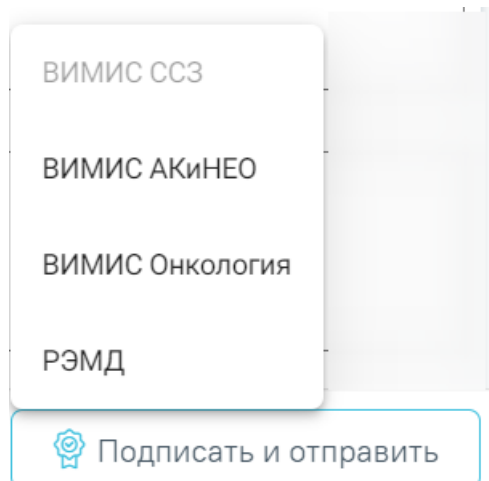 ВИМИС ССЗ
ВИМИС АКиНЕО
ВИМИС Онкология
РЭМД
Подписать и отправить